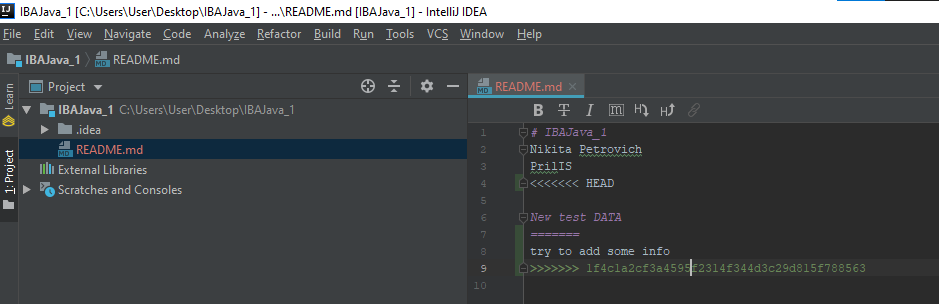 IBAJava_1 [C:\Users\User\Desktop\IBAJava_1] - ...\README.md [IBAJava_1] - IntelliJ IDEA
File Edit View Navigate Code Analyze Refactor Build Run Tools VCS Window Help
IBAJava_1 README.md
Learn
1: Project
Project
IBAJava_1 C:\Users\User\Desktop\IBAJava_1
.idea
README.md
External Libraries
Scratches and Consoles
README.md
1 # IBAJava_1
2 Nikita Petrovich
3 PrilIS
4 <<<<<<< HEAD
5
6 New test DATA
7 =======
8 try to add some info
9 >>>>>>> 1f4c1a2cf3a4595f2314f344d3c29d815f788563
10